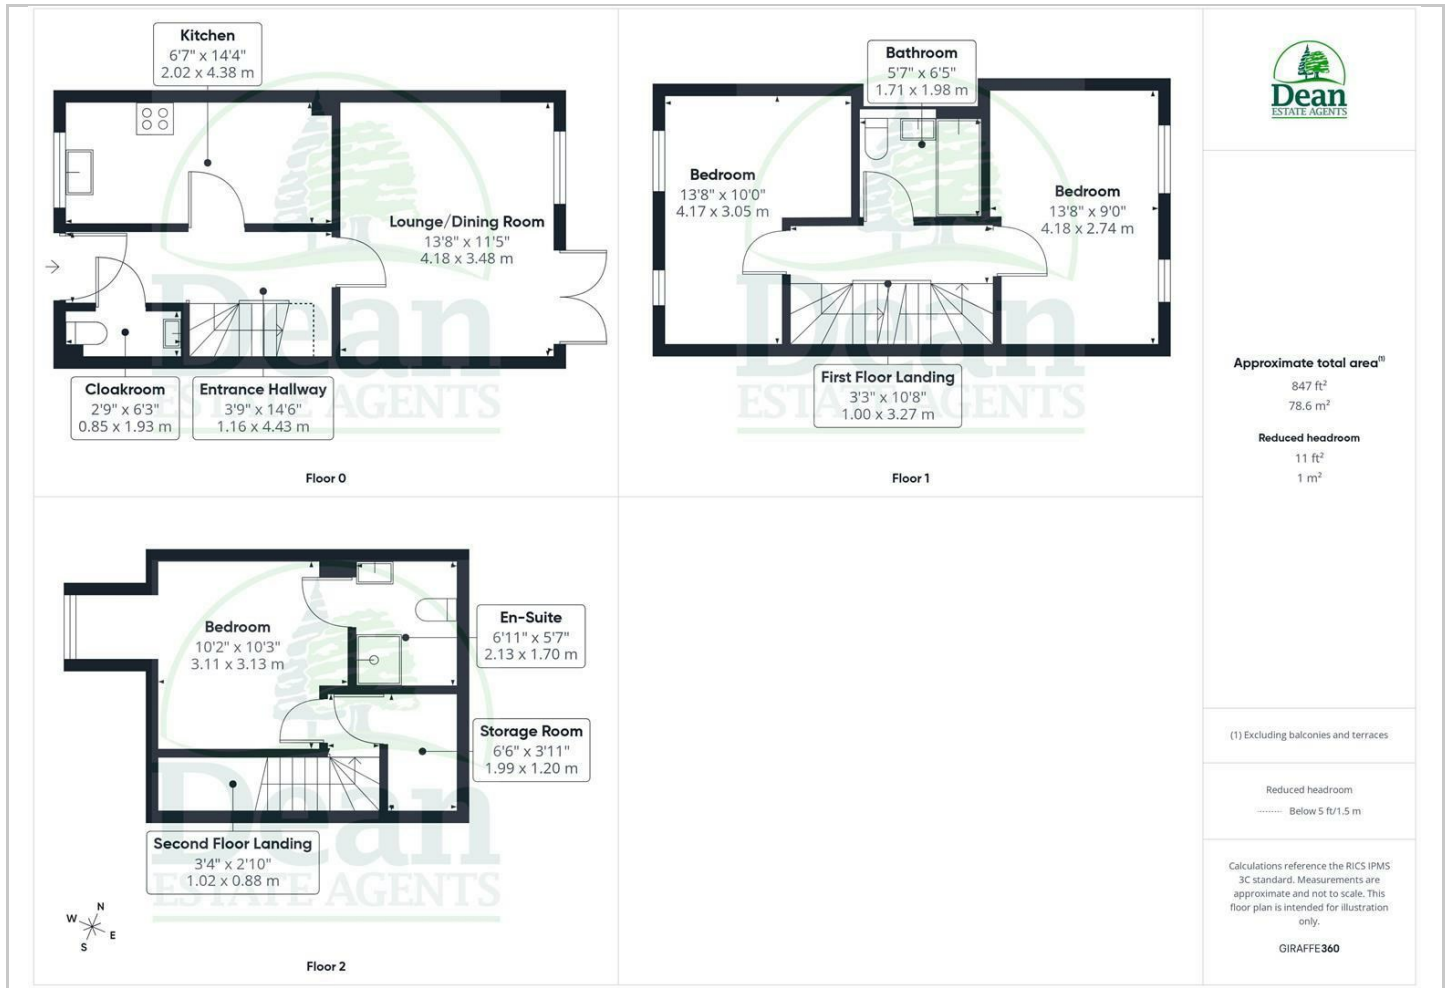 Kitchen
6'7" x 14'4"
2.02 x 4.38 m
Lounge/Dining Room
13'8" x 11'5"
4.18 x 3.48 m
Cloakroom
2'9" x 6'3"
0.85 x 1.93 m
Entrance Hallway
3'9" x 14'6"
1.16 x 4.43 m
Dean
ESTATE AGENTS
Floor 0
Bathroom
5'7" x 6'5"
1.71 x 1.98 m
Bedroom
13'8" x 10'0"
4.17 x 3.05 m
Bedroom
13'8" x 9'0"
4.18 x 2.74 m
First Floor Landing
3'3" x 10'8"
1.00 x 3.27 m
Dean
ESTATE AGENTS
Floor 1
Bedroom
10'2" x 10'3"
3.11 x 3.13 m
En-Suite
6'11" x 5'7"
2.13 x 1.70 m
Storage Room
6'6" x 3'11"
1.99 x 1.20 m
Second Floor Landing
3'4" x 2'10"
1.02 x 0.88 m
Dean
ESTATE AGENTS
N
W
E
S
Floor 2
Dean
ESTATE AGENTS
Approximate total area(1)
847 ft²
78.6 m²
Reduced headroom
11 ft²
1 m²
(1) Excluding balconies and terraces
Reduced headroom
Below 5 ft/1.5 m
Calculations reference the RICS IPMS
3C standard. Measurements are
approximate and not to scale. This
floor plan is intended for illustration
only.
GIRAFFE360